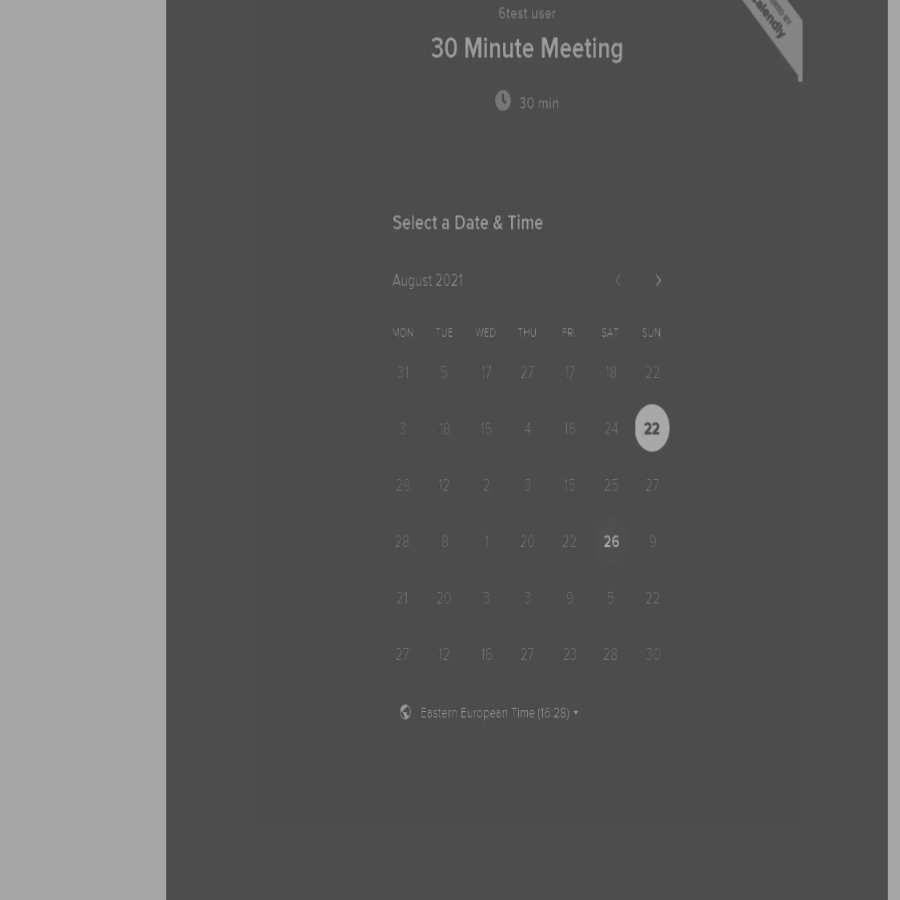 6test user
30 Minute Meeting
30 min
Calendly
Select a Date & Time
August 2021
MON TUE WED THU FRI SAT SUN
31 5 17 27 17 18 22
3 18 15 4 16 24 22
29 12 2 3 15 25 27
28 8 1 20 22 26 9
21 20 3 3 9 5 22
27 12 16 27 23 28 30
Eastern European Time (16:28)